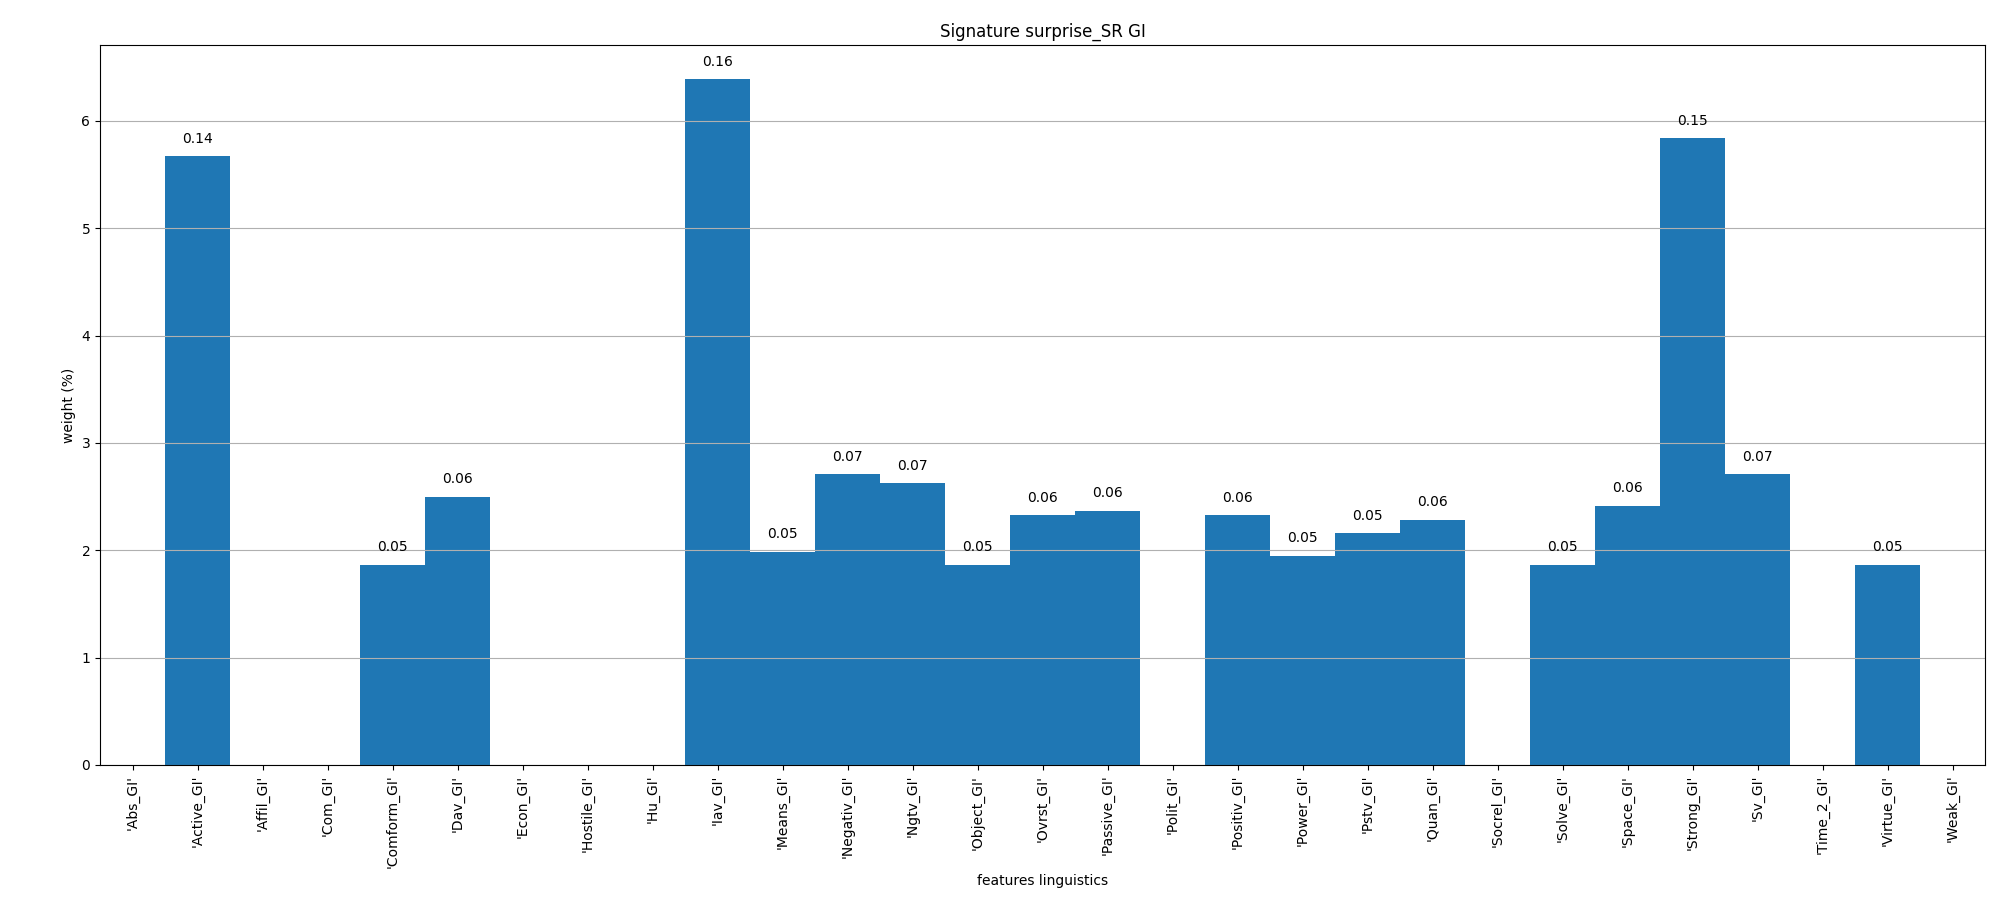 Signature surprise_SR GI
0.16
0.14
0.15
6
5
4
3
2
1
0
weight (%)
0.05
0.06
0.05
0.07
0.07
0.05
0.06
0.06
0.06
0.05
0.05
0.06
0.05
0.06
0.07
0.05
'Abs_GI'
'Active_GI'
'Affil_GI'
'Com_GI'
'Comform_GI'
'Dav_GI'
'Econ_GI'
'Hostile_GI'
'Hu_GI'
'Iav_GI'
'Means_GI'
'Negativ_GI'
'Ngtv_GI'
'Object_GI'
'Ovrst_GI'
'Passive_GI'
'Polit_GI'
'Positiv_GI'
'Power_GI'
'Pstv_GI'
'Quan_GI'
'Socrel_GI'
'Solve_GI'
'Space_GI'
'Strong_GI'
'Sv_GI'
'Time_2_GI'
'Virtue_GI'
'Weak_GI'
features linguistics